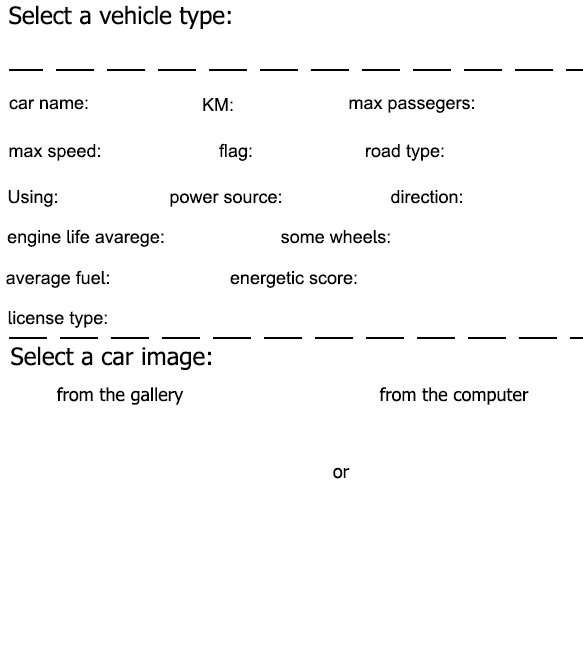 Select a vehicle type:
car name: KM: max passegers:
max speed: flag: road type:
Using: power source: direction:
engine life avarege: some wheels:
average fuel: energetic score:
license type:
Select a car image:
from the gallery from the computer
or